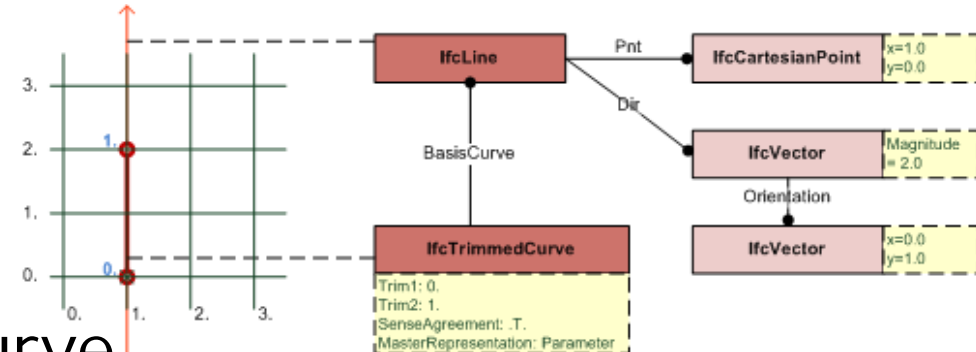 IfcLine
Pnt
IfcCartesianPoint
x=1.0
y=0.0
3.
Dir
1.
2.
BasisCurve
IfcVector
Magnitude
= 2.0
Orientation
1.
IfcTrimmedCurve
IfcVector
x=0.0
y=1.0
0.
0.
Trim1: 0.
Trim2: 1.
SenseAgreement: .T.
MasterRepresentation: Parameter
0.
1.
2.
3.